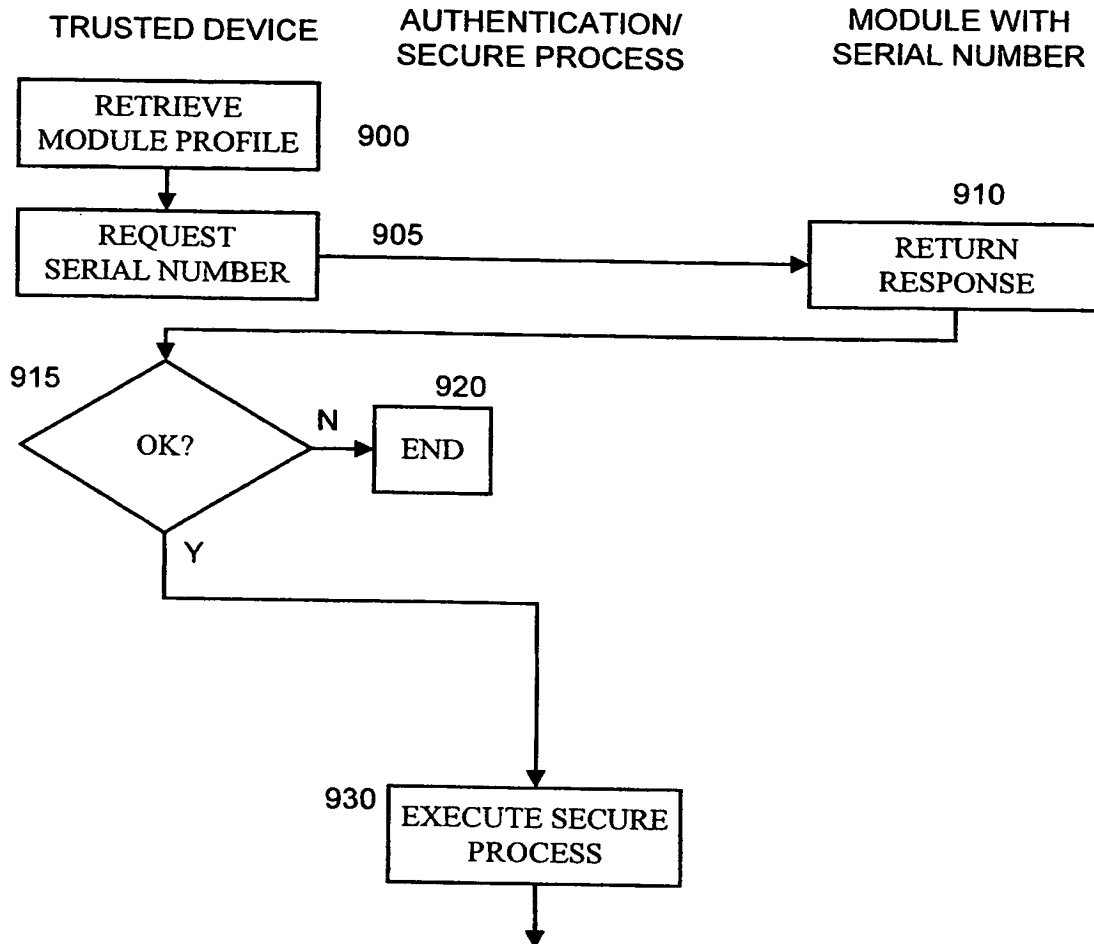 TRUSTED DEVICE
AUTHENTICATION/
SECURE PROCESS
MODULE WITH
SERIAL NUMBER
RETRIEVE
MODULE PROFILE
900
REQUEST
SERIAL NUMBER
905
910
RETURN
RESPONSE
915
OK?
N
920
END
Y
930
EXECUTE SECURE
PROCESS